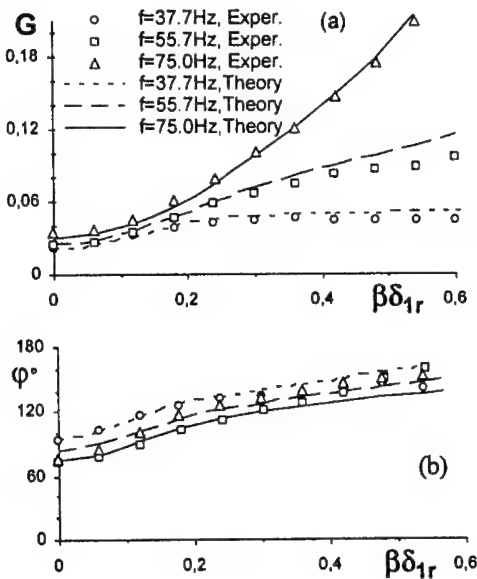 G
(a)
f=37.7Hz, Exper.
f=55.7Hz, Exper.
f=75.0Hz, Exper.
f=37.7Hz,Theory
f=55.7Hz,Theory
f=75.0Hz,Theory
0,18
0,12
0,06
0
0 0,2 0,4 0,6
βδ1r
φ°
180
120
60
0
(b)
0 0,2 0,4 0,6
βδ1r